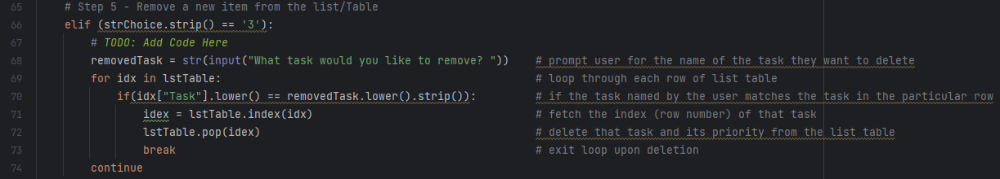 65 # Step 5 - Remove a new item from the list/Table
66 elif (strChoice.strip() == '3'):
67 # TODO: Add Code Here
68 removedTask = str(input("What task would you like to remove? ")) # prompt user for the name of the task they want to delete
69 for idx in lstTable: # loop through each row of list table
70 if(idx["Task"].lower() == removedTask.lower().strip()): # if the task named by the user matches the task in the particular row
71 idex = lstTable.index(idx) # fetch the index (row number) of that task
72 lstTable.pop(idex) # delete that task and its priority from the list table
73 break # exit loop upon deletion
74 continue